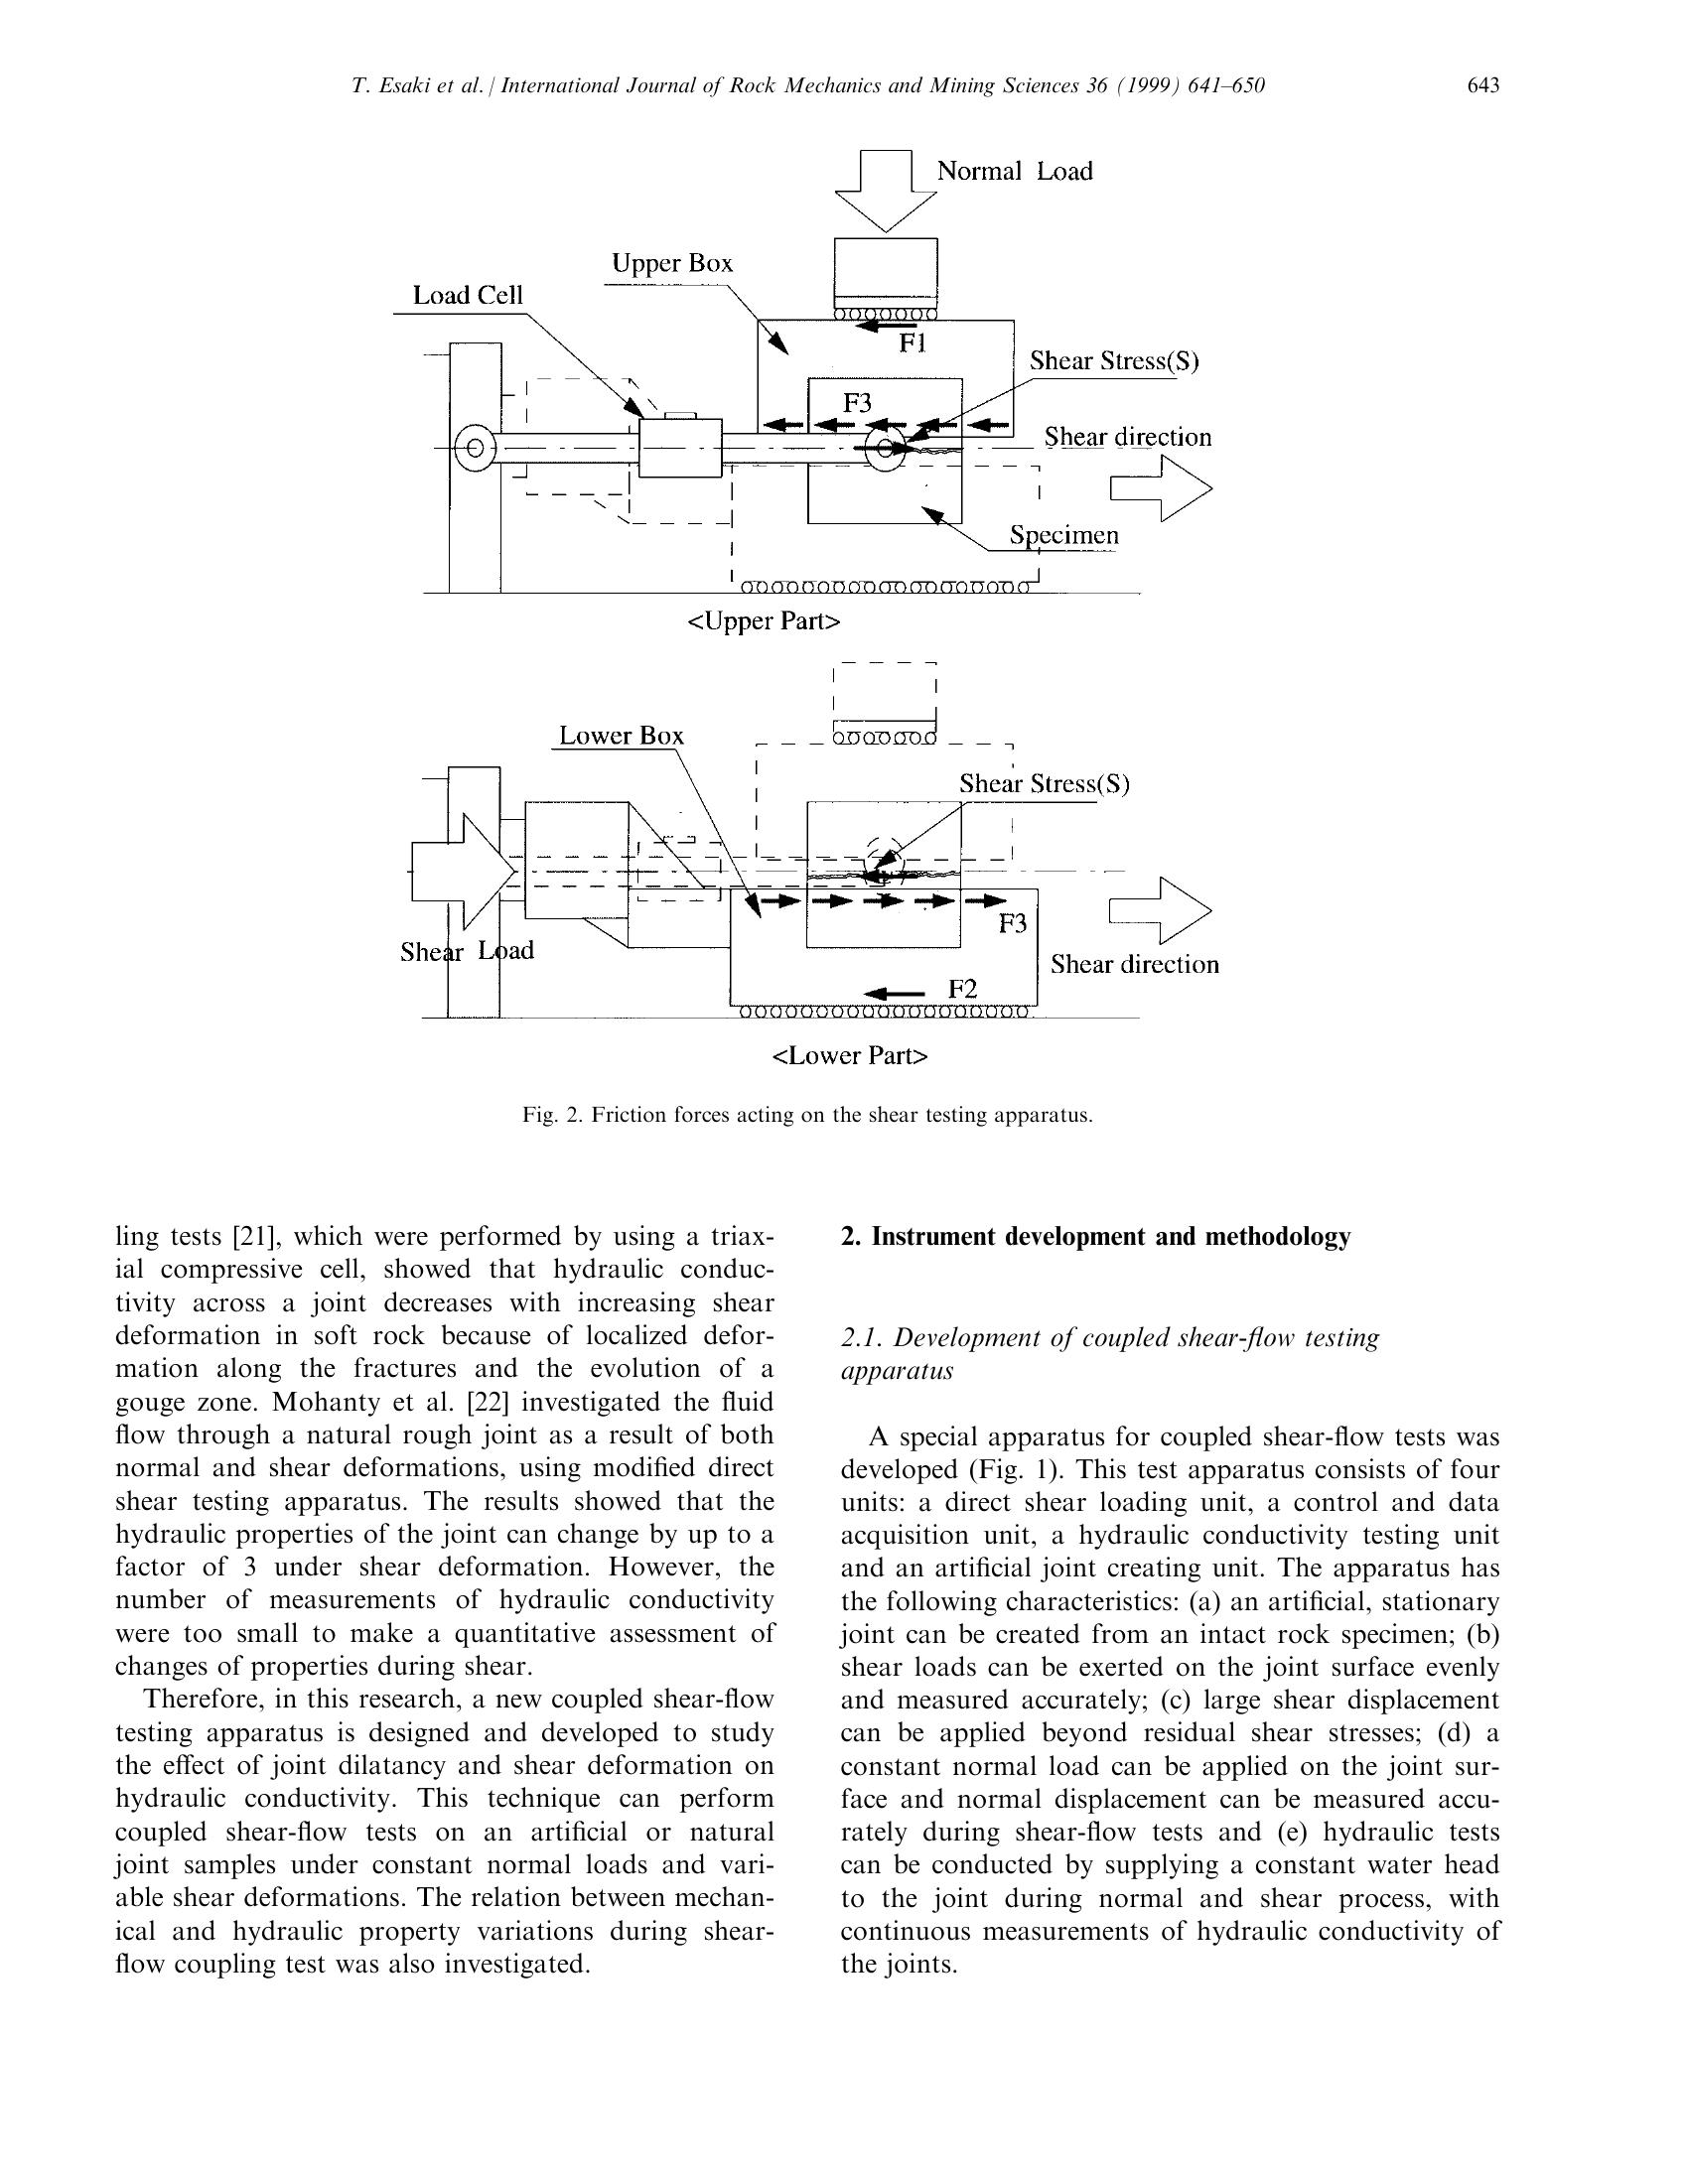 T. Esaki et al. / International Journal of Rock Mechanics and Mining Sciences 36 (1999) 641–650
643
Normal Load
Upper Box
Load Cell
F1
Shear Stress(S)
F3
Shear direction
Specimen
<Upper Part>
Lower Box
Shear Stress(S)
F3
Shear Load
Shear direction
F2
<Lower Part>
Fig. 2. Friction forces acting on the shear testing apparatus.
ling tests [21], which were performed by using a triax-
ial compressive cell, showed that hydraulic conduc-
tivity across a joint decreases with increasing shear
deformation in soft rock because of localized defor-
mation along the fractures and the evolution of a
gouge zone. Mohanty et al. [22] investigated the fluid
flow through a natural rough joint as a result of both
normal and shear deformations, using modified direct
shear testing apparatus. The results showed that the
hydraulic properties of the joint can change by up to a
factor of 3 under shear deformation. However, the
number of measurements of hydraulic conductivity
were too small to make a quantitative assessment of
changes of properties during shear.
Therefore, in this research, a new coupled shear-flow
testing apparatus is designed and developed to study
the effect of joint dilatancy and shear deformation on
hydraulic conductivity. This technique can perform
coupled shear-flow tests on an artificial or natural
joint samples under constant normal loads and vari-
able shear deformations. The relation between mechan-
ical and hydraulic property variations during shear-
flow coupling test was also investigated.
2. Instrument development and methodology
2.1. Development of coupled shear-flow testing
apparatus
A special apparatus for coupled shear-flow tests was
developed (Fig. 1). This test apparatus consists of four
units: a direct shear loading unit, a control and data
acquisition unit, a hydraulic conductivity testing unit
and an artificial joint creating unit. The apparatus has
the following characteristics: (a) an artificial, stationary
joint can be created from an intact rock specimen; (b)
shear loads can be exerted on the joint surface evenly
and measured accurately; (c) large shear displacement
can be applied beyond residual shear stresses; (d) a
constant normal load can be applied on the joint sur-
face and normal displacement can be measured accu-
rately during shear-flow tests and (e) hydraulic tests
can be conducted by supplying a constant water head
to the joint during normal and shear process, with
continuous measurements of hydraulic conductivity of
the joints.